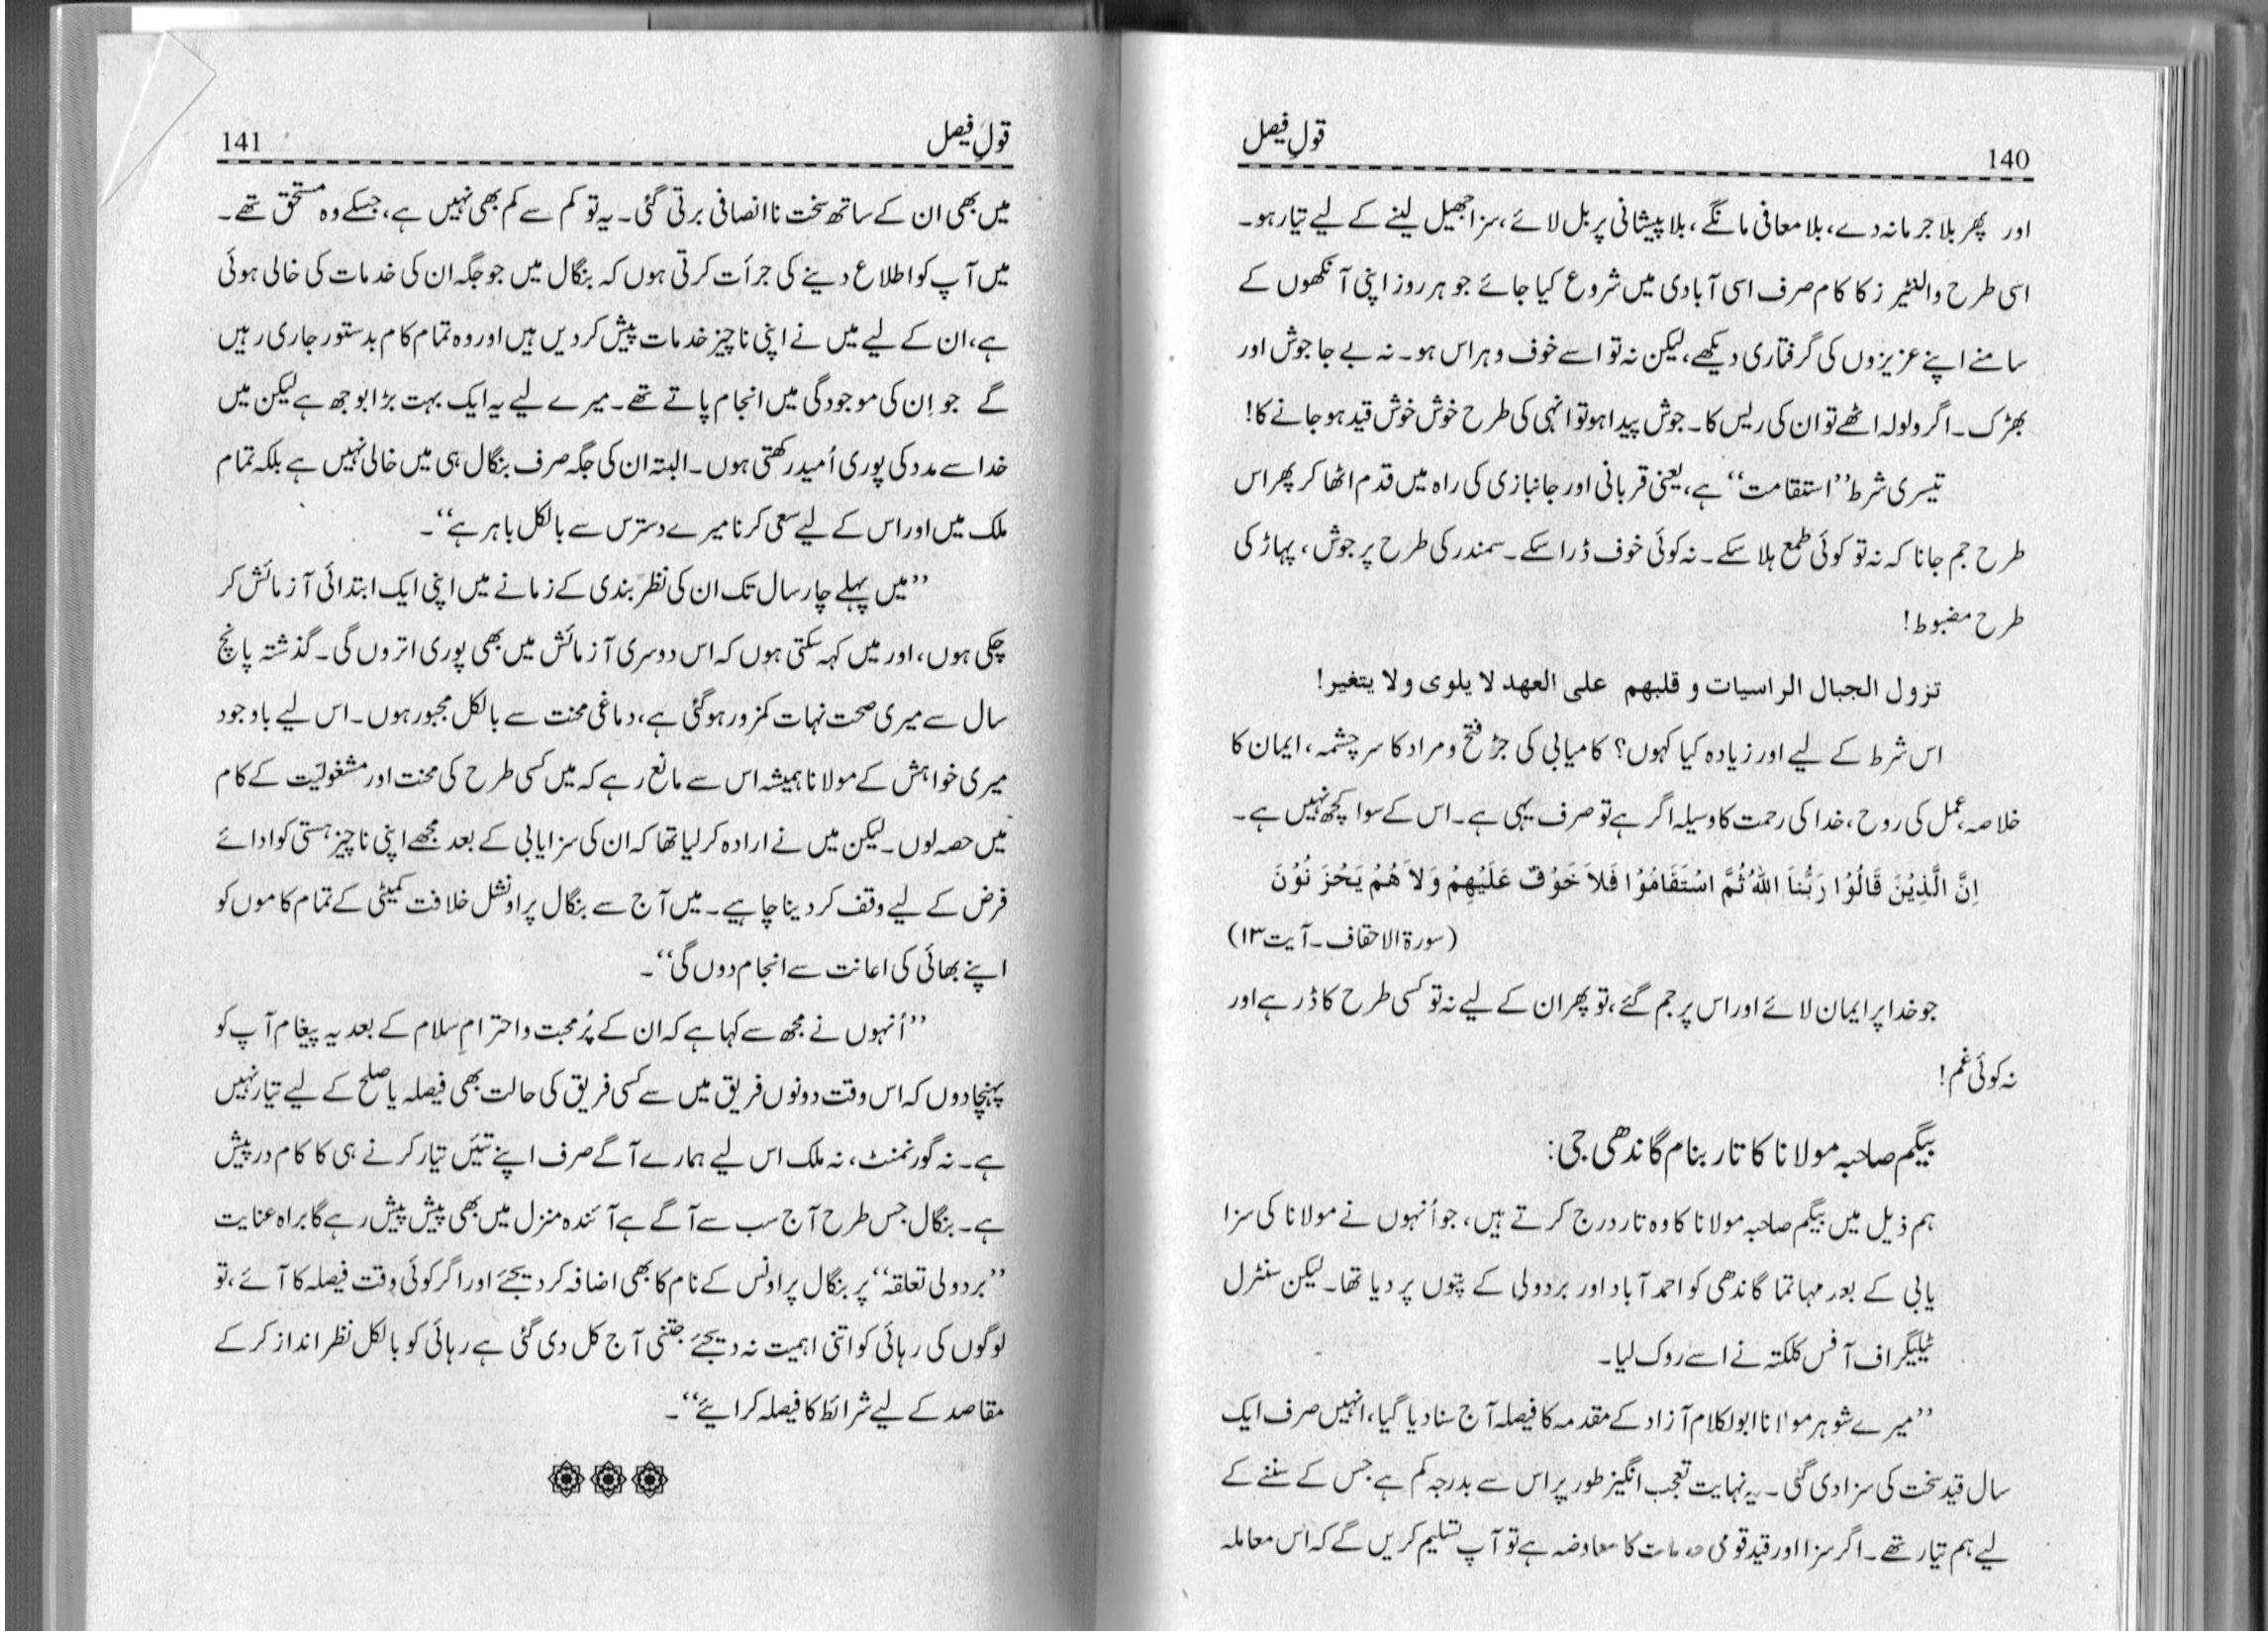 قولِ فیصل
140
اور پھر بلا جرمانہ دے، بلا معافی مانگے، بلا پیشانی پر بل لائے، سزا جھیل لینے کے لیے تیار ہو۔
اسی طرح والنٹیرز کا کام صرف اسی آبادی میں شروع کیا جائے جو ہر روز اپنی آنکھوں کے
سامنے اپنے عزیزوں کی گرفتاری دیکھے، لیکن نہ تو اسے خوف و ہراس ہو۔ نہ بے جا جوش اور
بھڑک۔ اگر ولولہ اٹھے تو ان کی ریس کا۔ جوش پیدا ہو تو انہی کی طرح خوش خوش قید ہو جانے کا!
تیسری شرط ’’استقامت‘‘ ہے، یعنی قربانی اور جانبازی کی راہ میں قدم اٹھا کر پھر اس
طرح جم جانا کہ نہ تو کوئی طمع ہلا سکے۔ نہ کوئی خوف ڈرا سکے۔ سمندر کی طرح پر جوش، پہاڑ کی
طرح مضبوط!
تزول الجبال الراسیات و قلبھم علی العھد لا یلوی ولا یتغیر!
اس شرط کے لیے اور زیادہ کیا کہوں؟ کامیابی کی جڑ فتح و مراد کا سرچشمہ، ایمان کا
خلاصہ، عمل کی روح، خدا کی رحمت کا وسیلہ اگر ہے تو صرف یہی ہے۔ اس کے سوا کچھ نہیں ہے۔
اِنَّ الَّذِیْنَ قَالُوْا رَبُّنَا اللّٰہُ ثُمَّ اسْتَقَامُوْا فَلَا خَوْفٌ عَلَیْھِمْ وَلَا ھُمْ یَحْزَنُوْنَ
(سورۃ الاحقاف۔ آیت ۱۳)
جو خدا پر ایمان لائے اور اس پر جم گئے، تو پھر ان کے لیے نہ تو کسی طرح کا ڈر ہے اور
نہ کوئی غم!
بیگم صاحبہ مولانا کا تار بنام گاندھی جی:
ہم ذیل میں بیگم صاحبہ مولانا کا وہ تار درج کرتے ہیں، جو اُنہوں نے مولانا کی سزا
یابی کے بعد مہاتما گاندھی کو احمد آباد اور بردولی کے پتوں پر دیا تھا۔ لیکن سنٹرل
ٹیلیگراف آفس کلکتہ نے اسے روک لیا۔
’’میرے شوہر مولانا ابولکلام آزاد کے مقدمہ کا فیصلہ آج سنا دیا گیا، انہیں صرف ایک
سال قید سخت کی سزا دی گئی۔ یہ نہایت تعجب انگیز طور پر اس سے بدرجہ کم ہے جس کے سننے کے
لیے ہم تیار تھے۔ اگر سزا اور قید قومی خدمات کا معاوضہ ہے تو آپ تسلیم کریں گے کہ اس معاملہ
قولِ فیصل
141
میں بھی ان کے ساتھ سخت ناانصافی برتی گئی۔ یہ تو کم سے کم بھی نہیں ہے، جسکے وہ مستحق تھے۔
میں آپ کو اطلاع دینے کی جرأت کرتی ہوں کہ بنگال میں جو جگہ ان کی خدمات کی خالی ہوئی
ہے، ان کے لیے میں نے اپنی ناچیز خدمات پیش کر دیں ہیں اور وہ تمام کام بدستور جاری رہیں
گے جو اِن کی موجودگی میں انجام پاتے تھے۔ میرے لیے یہ ایک بہت بڑا بوجھ ہے لیکن میں
خدا سے مدد کی پوری اُمید رکھتی ہوں۔ البتہ ان کی جگہ صرف بنگال ہی میں خالی نہیں ہے بلکہ تمام
ملک میں اور اس کے لیے سعی کرنا میرے دسترس سے بالکل باہر ہے‘‘۔
’’میں پہلے چار سال تک ان کی نظر بندی کے زمانے میں اپنی ایک ابتدائی آزمائش کر
چکی ہوں، اور میں کہہ سکتی ہوں کہ اس دوسری آزمائش میں بھی پوری اتروں گی۔ گذشتہ پانچ
سال سے میری صحت نہات کمزور ہو گئی ہے، دماغی محنت سے بالکل مجبور ہوں۔ اس لیے باوجود
میری خواہش کے مولانا ہمیشہ اس سے مانع رہے کہ میں کسی طرح کی محنت اور مشغولیّت کے کام
میں حصہ لوں۔ لیکن میں نے ارادہ کر لیا تھا کہ ان کی سزایابی کے بعد مجھے اپنی ناچیز ہستی کو ادائے
فرض کے لیے وقف کر دینا چاہیے۔ میں آج سے بنگال پراونشل خلافت کمیٹی کے تمام کاموں کو
اپنے بھائی کی اعانت سے انجام دوں گی‘‘۔
’’اُنہوں نے مجھ سے کہا ہے کہ ان کے پُرمحبت و احترامِ سلام کے بعد یہ پیغام آپ کو
پہنچا دوں کہ اس وقت دونوں فریق میں سے کسی فریق کی حالت بھی فیصلہ یا صلح کے لیے تیار نہیں
ہے۔ نہ گورنمنٹ، نہ ملک اس لیے ہمارے آگے صرف اپنے تئیں تیار کرنے ہی کا کام درپیش
ہے۔ بنگال جس طرح آج سب سے آگے ہے آئندہ منزل میں بھی پیش پیش رہے گا براہ عنایت
’’بردولی تعلقہ‘‘ پر بنگال پراونس کے نام کا بھی اضافہ کر دیجئے اور اگر کوئی وقت فیصلہ کا آئے، تو
لوگوں کی رہائی کو اتنی اہمیت نہ دیجئے جتنی آج کل دی گئی ہے رہائی کو بالکل نظر انداز کر کے
مقاصد کے لیے شرائط کا فیصلہ کرائیے‘‘۔